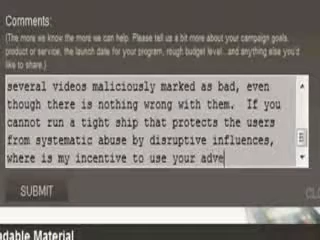 Comments:
(The more we know the more we can help. Please tell us a bit more about your campaign goals,
product or service, the launch date for your program, rough budget level...and anything else you'd
like to share.)
several videos maliciously marked as bad, even
though there is nothing wrong with them. If you
cannot run a tight ship that protects the users
from systematic abuse by disruptive influences,
where is my incentive to use your adve
SUBMIT
CLO
adable Material